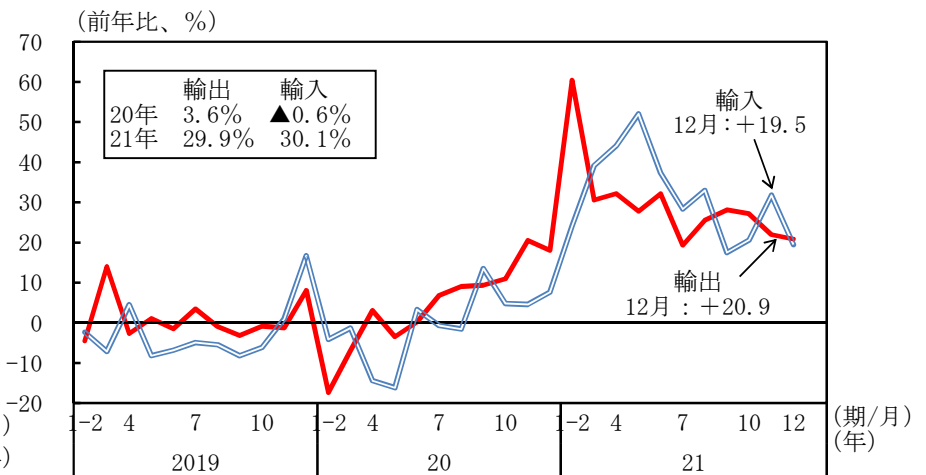 (前年比、%)
70
60
50
40
30
20
10
0
-10
-20
輸出 輸入
20年 3.6% ▲0.6%
21年 29.9% 30.1%
輸入
12月:+19.5
輸出
12月:+20.9
1-2 4 7 10 1-2 4 7 10 1-2 4 7 10 12 (期/月)
2019 20 21 (年)